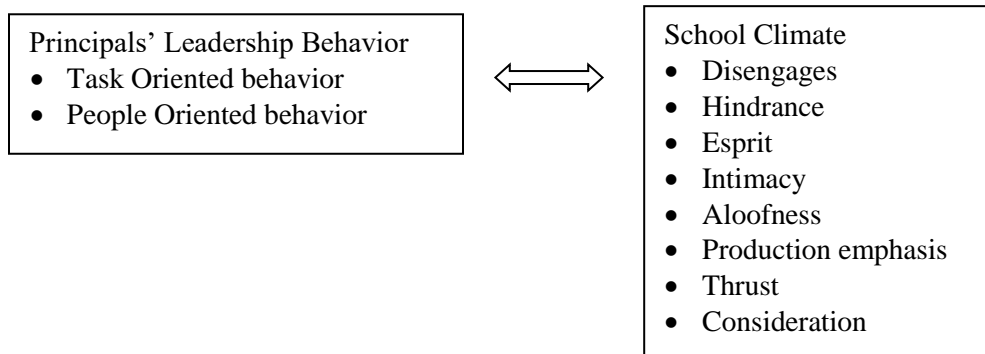 Principals’ Leadership Behavior
• Task Oriented behavior
• People Oriented behavior
School Climate
• Disengages
• Hindrance
• Esprit
• Intimacy
• Aloofness
• Production emphasis
• Thrust
• Consideration